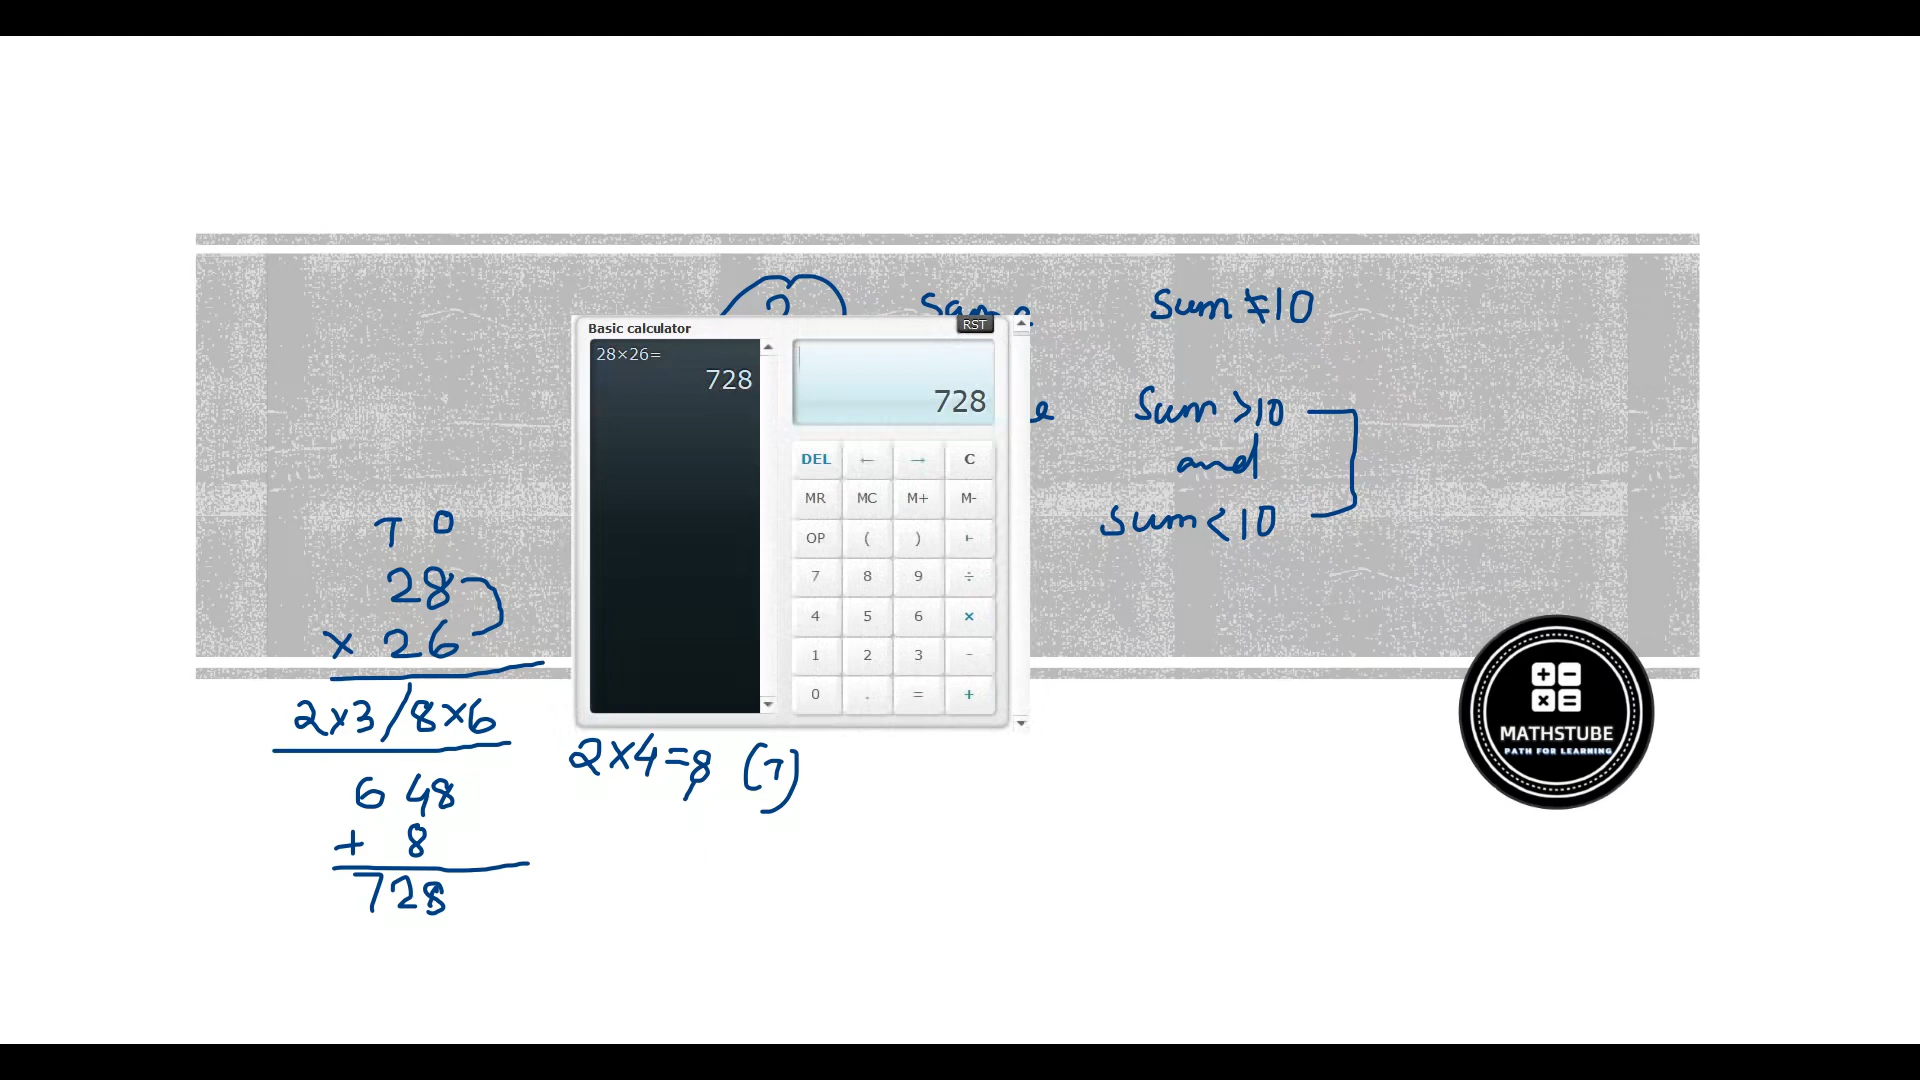 Sum ≠ 10
Basic calculator
RST
28×26=
728
728
Sum > 10
and
Sum < 10
DEL ← → C
MR MC M+ M-
OP ( ) ⊢
7 8 9 ÷
4 5 6 ×
1 2 3 -
0 . = +
T O
28
× 26
2×3/8×6
6 48
+ 8
728
2×4=8 (7)
MATHSTUBE
PATH FOR LEARNING